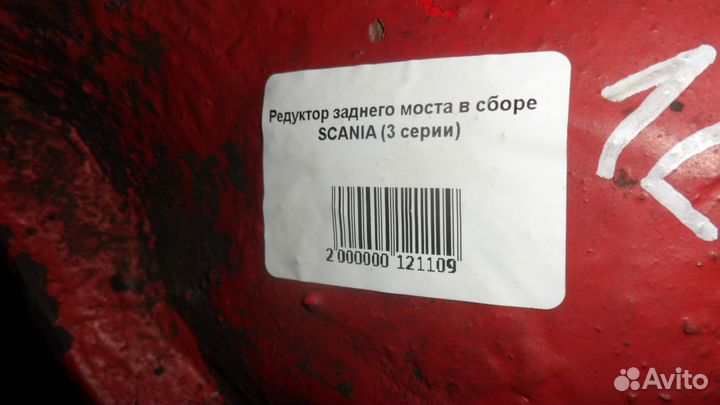 Редуктор заднего моста в сборе
SCANIA (3 серии)
2 000000 121109
Avito